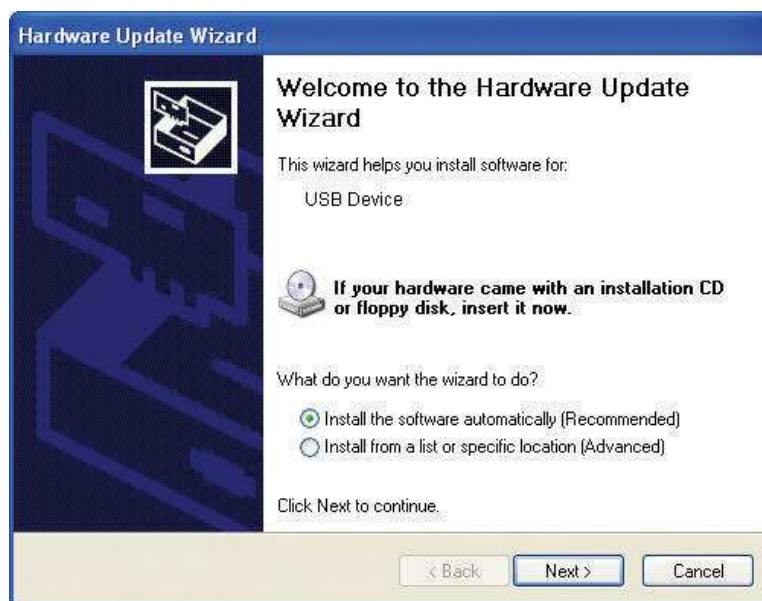 Hardware Update Wizard
Welcome to the Hardware Update
Wizard
This wizard helps you install software for:
USB Device
If your hardware came with an installation CD
or floppy disk, insert it now.
What do you want the wizard to do?
Install the software automatically (Recommended)
Install from a list or specific location (Advanced)
Click Next to continue.
< Back Next > Cancel